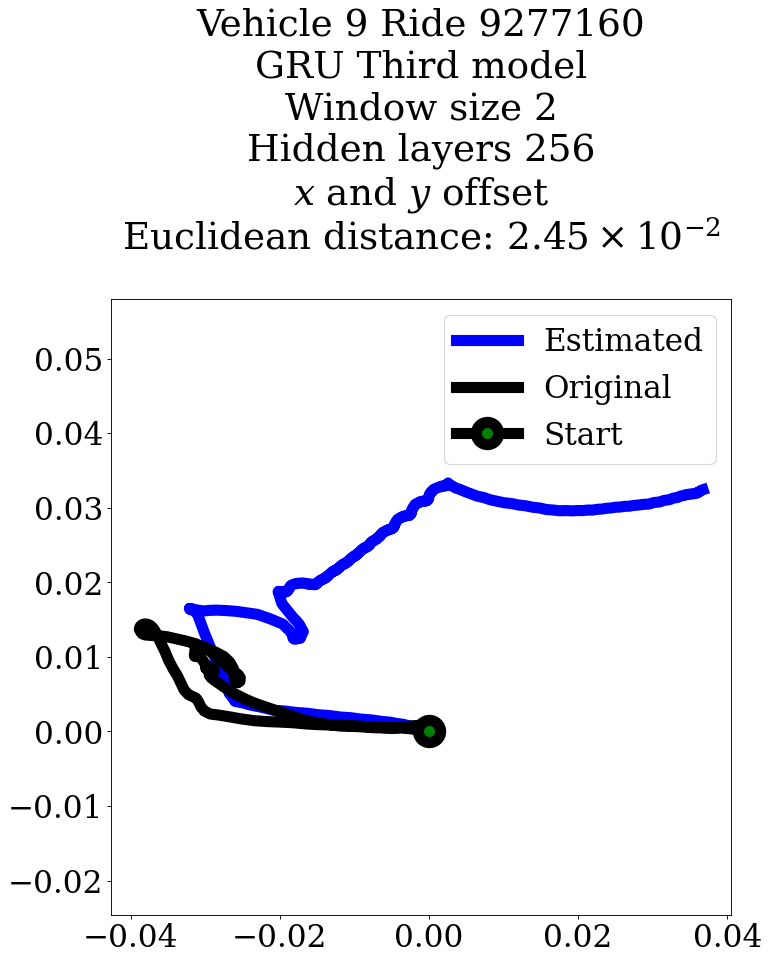 Vehicle 9 Ride 9277160
GRU Third model
Window size 2
Hidden layers 256
x and y offset
Euclidean distance: 2.45 × 10⁻²
Estimated
Original
Start
0.05
0.04
0.03
0.02
0.01
0.00
−0.01
−0.02
−0.04 −0.02 0.00 0.02 0.04